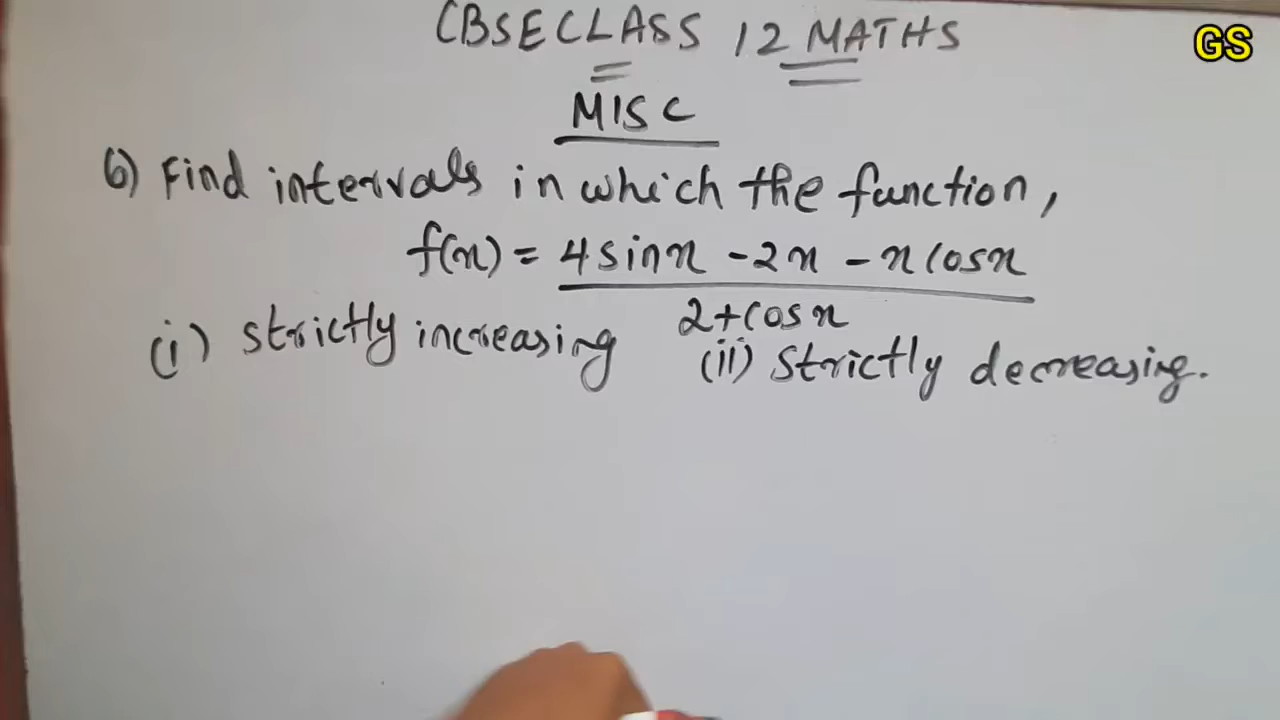 CBSE CLASS 12 MATHS
GS
MISC
6) Find intervals in which the function,
f(x) = 4sinx - 2x - xcosx
2+cosx
(i) strictly increasing (ii) strictly decreasing.